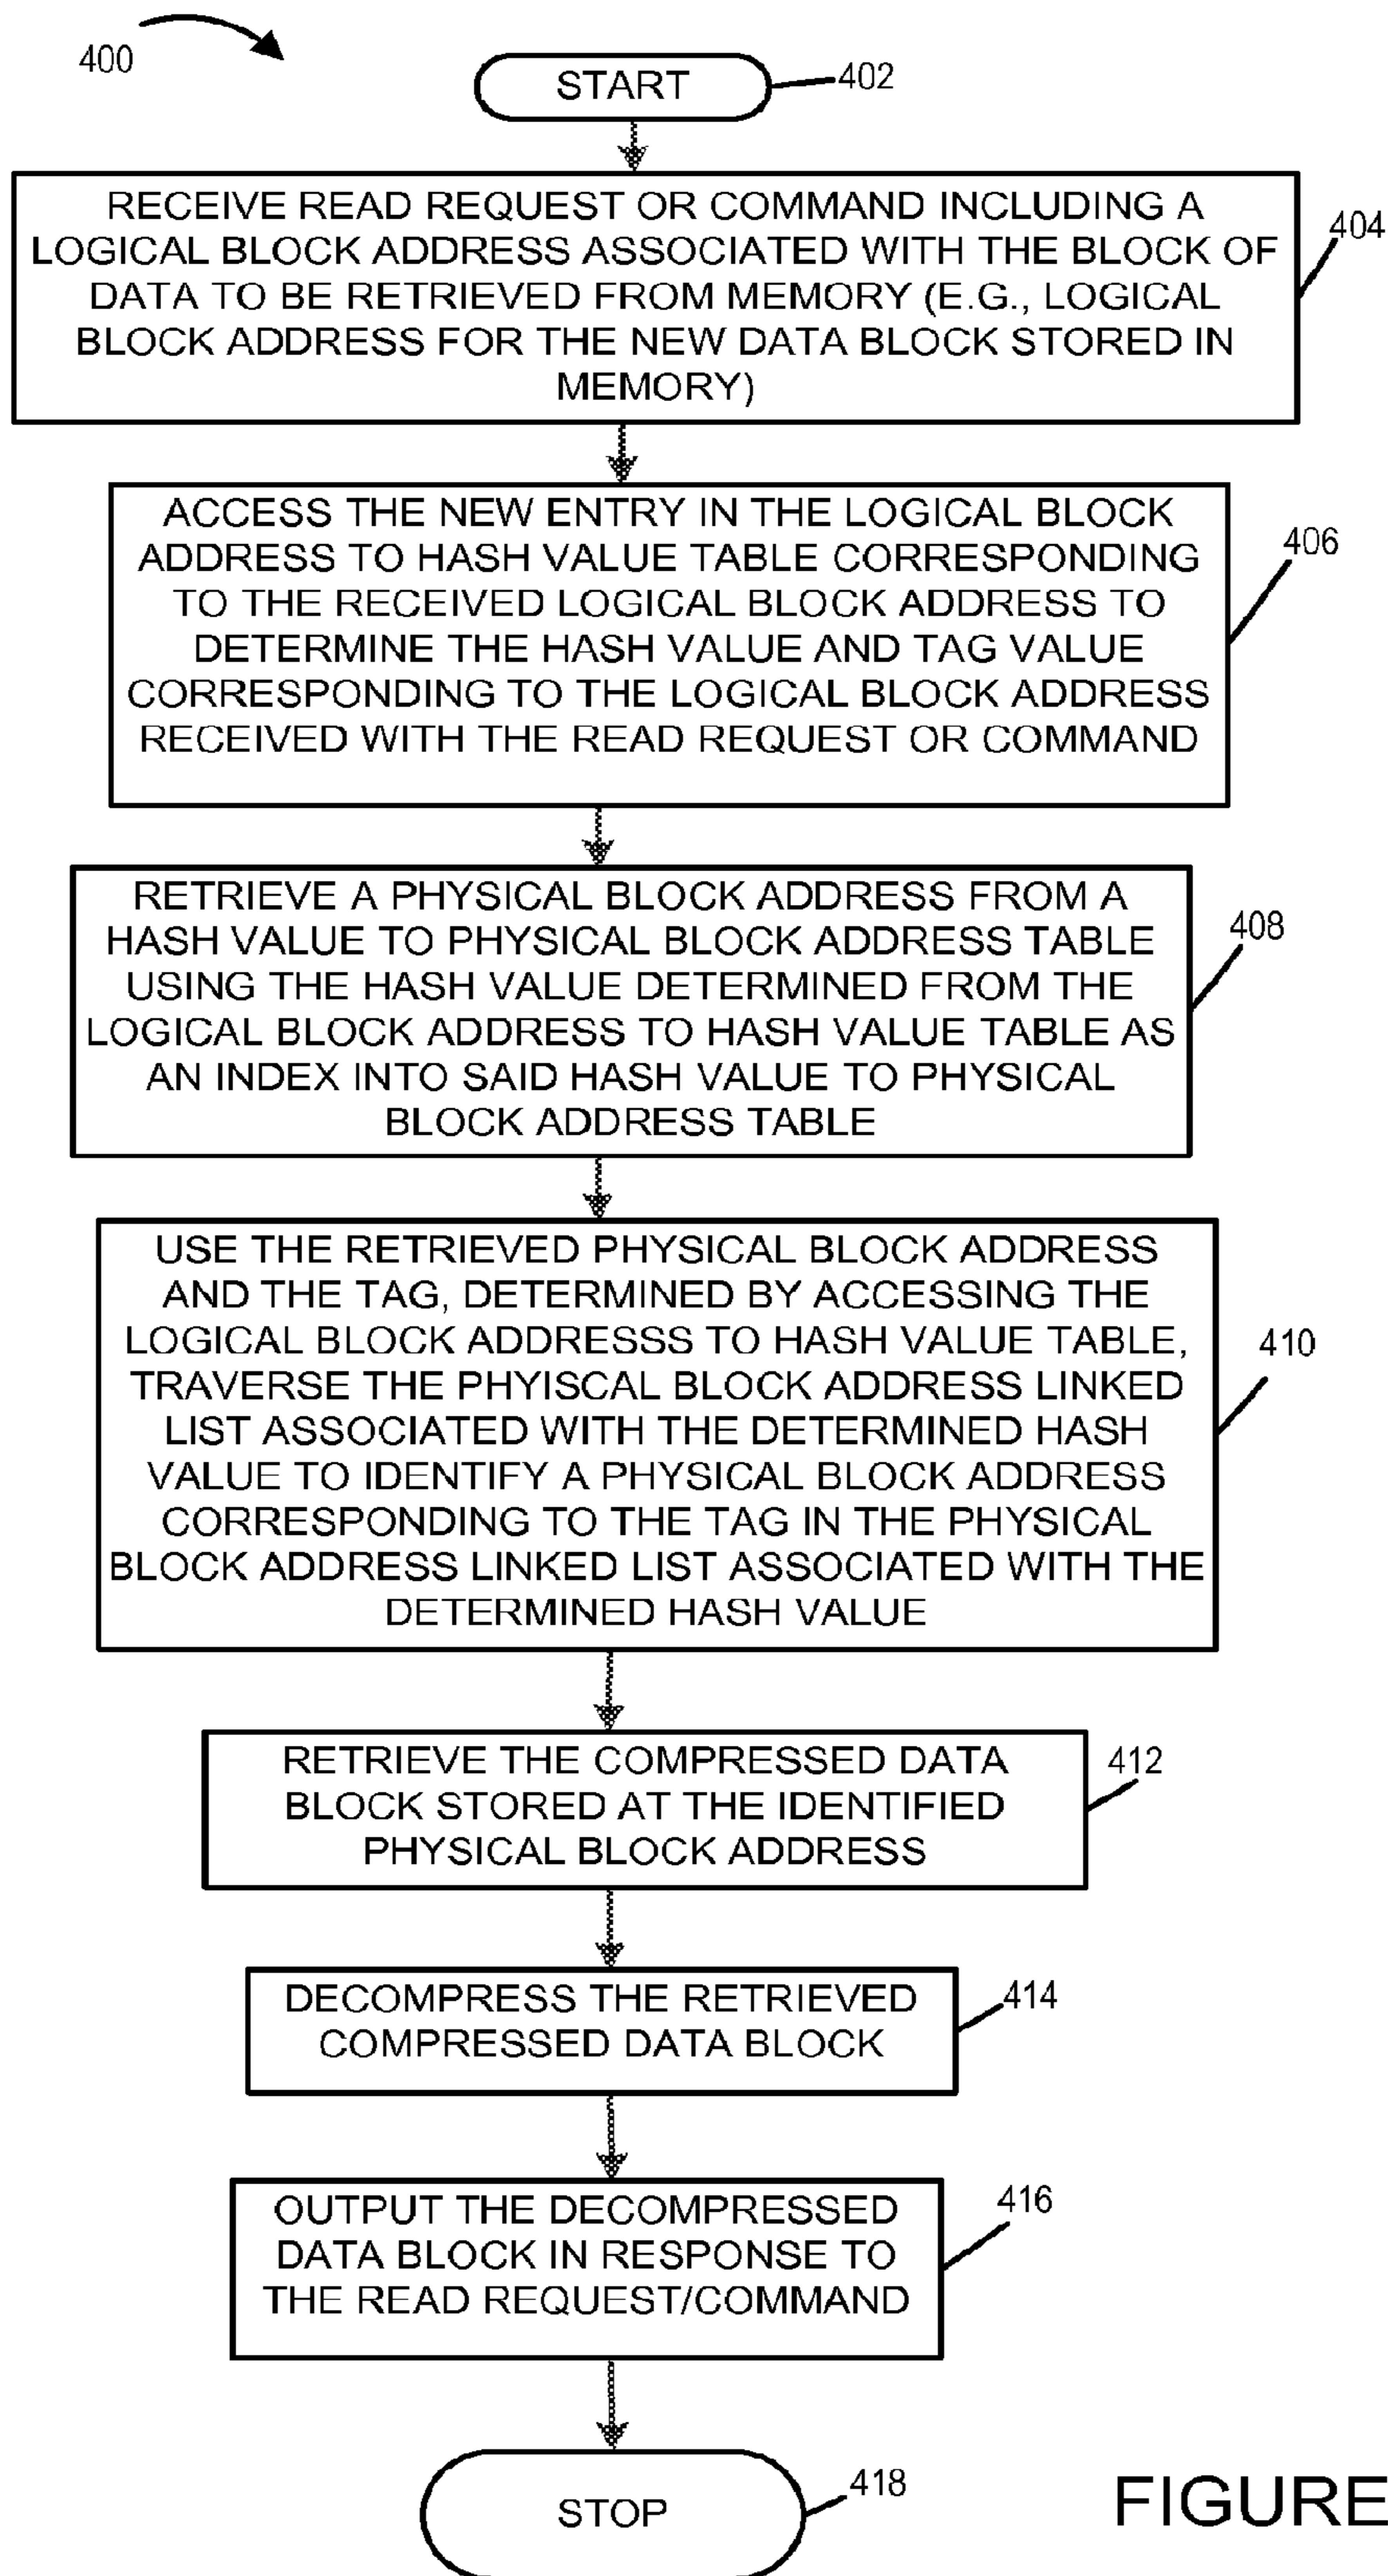 400
START
402
RECEIVE READ REQUEST OR COMMAND INCLUDING A
LOGICAL BLOCK ADDRESS ASSOCIATED WITH THE BLOCK OF
DATA TO BE RETRIEVED FROM MEMORY (E.G., LOGICAL
BLOCK ADDRESS FOR THE NEW DATA BLOCK STORED IN
MEMORY)
404
ACCESS THE NEW ENTRY IN THE LOGICAL BLOCK
ADDRESS TO HASH VALUE TABLE CORRESPONDING
TO THE RECEIVED LOGICAL BLOCK ADDRESS TO
DETERMINE THE HASH VALUE AND TAG VALUE
CORRESPONDING TO THE LOGICAL BLOCK ADDRESS
RECEIVED WITH THE READ REQUEST OR COMMAND
406
RETRIEVE A PHYSICAL BLOCK ADDRESS FROM A
HASH VALUE TO PHYSICAL BLOCK ADDRESS TABLE
USING THE HASH VALUE DETERMINED FROM THE
LOGICAL BLOCK ADDRESS TO HASH VALUE TABLE AS
AN INDEX INTO SAID HASH VALUE TO PHYSICAL
BLOCK ADDRESS TABLE
408
USE THE RETRIEVED PHYSICAL BLOCK ADDRESS
AND THE TAG, DETERMINED BY ACCESSING THE
LOGICAL BLOCK ADDRESSS TO HASH VALUE TABLE,
TRAVERSE THE PHYISCAL BLOCK ADDRESS LINKED
LIST ASSOCIATED WITH THE DETERMINED HASH
VALUE TO IDENTIFY A PHYSICAL BLOCK ADDRESS
CORRESPONDING TO THE TAG IN THE PHYSICAL
BLOCK ADDRESS LINKED LIST ASSOCIATED WITH THE
DETERMINED HASH VALUE
410
RETRIEVE THE COMPRESSED DATA
BLOCK STORED AT THE IDENTIFIED
PHYSICAL BLOCK ADDRESS
412
DECOMPRESS THE RETRIEVED
COMPRESSED DATA BLOCK
414
OUTPUT THE DECOMPRESSED
DATA BLOCK IN RESPONSE TO
THE READ REQUEST/COMMAND
416
STOP
418
FIGURE